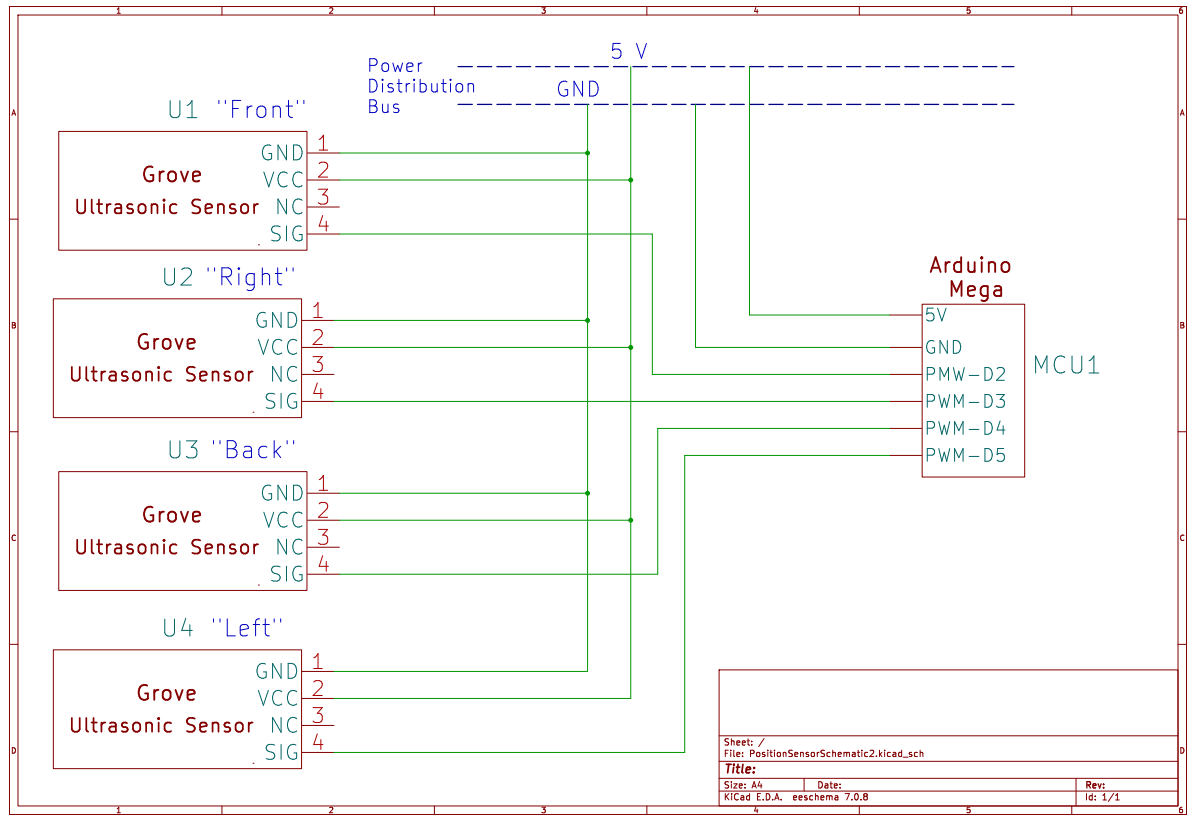 1 2 3 4 5 6
5 V
Power
Distribution
Bus
GND
A A
U1 "Front"
GND 1
VCC 2
NC 3
SIG 4
Grove
Ultrasonic Sensor
U2 "Right"
GND 1
VCC 2
NC 3
SIG 4
Grove
Ultrasonic Sensor
B B
Arduino
Mega
5V
GND
PMW-D2
PWM-D3
PWM-D4
PWM-D5
MCU1
U3 "Back"
GND 1
VCC 2
NC 3
SIG 4
Grove
Ultrasonic Sensor
C C
U4 "Left"
GND 1
VCC 2
NC 3
SIG 4
Grove
Ultrasonic Sensor
D D
Sheet: /
File: PositionSensorSchematic2.kicad_sch
Title:
Size: A4 Date: Rev:
KiCad E.D.A. eeschema 7.0.8 Id: 1/1
1 2 3 4 5 6